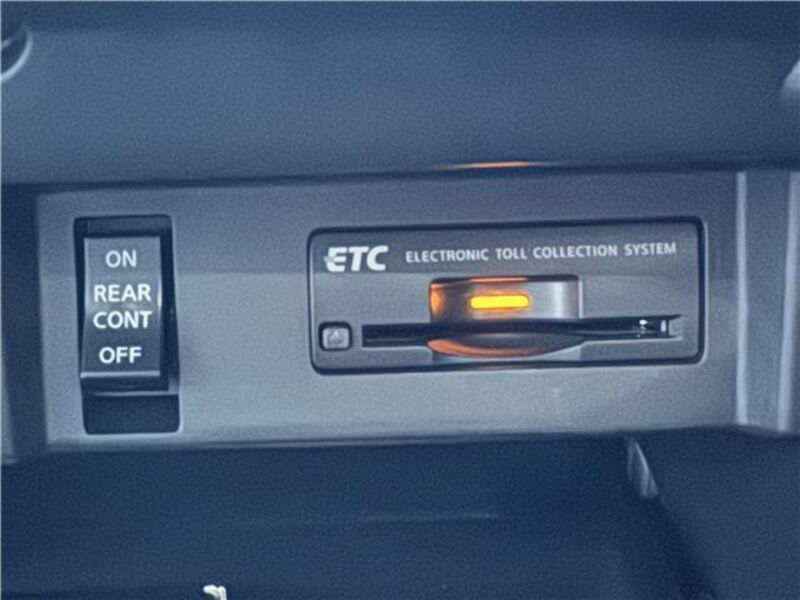 ON
REAR
CONT
OFF
ETC ELECTRONIC TOLL COLLECTION SYSTEM